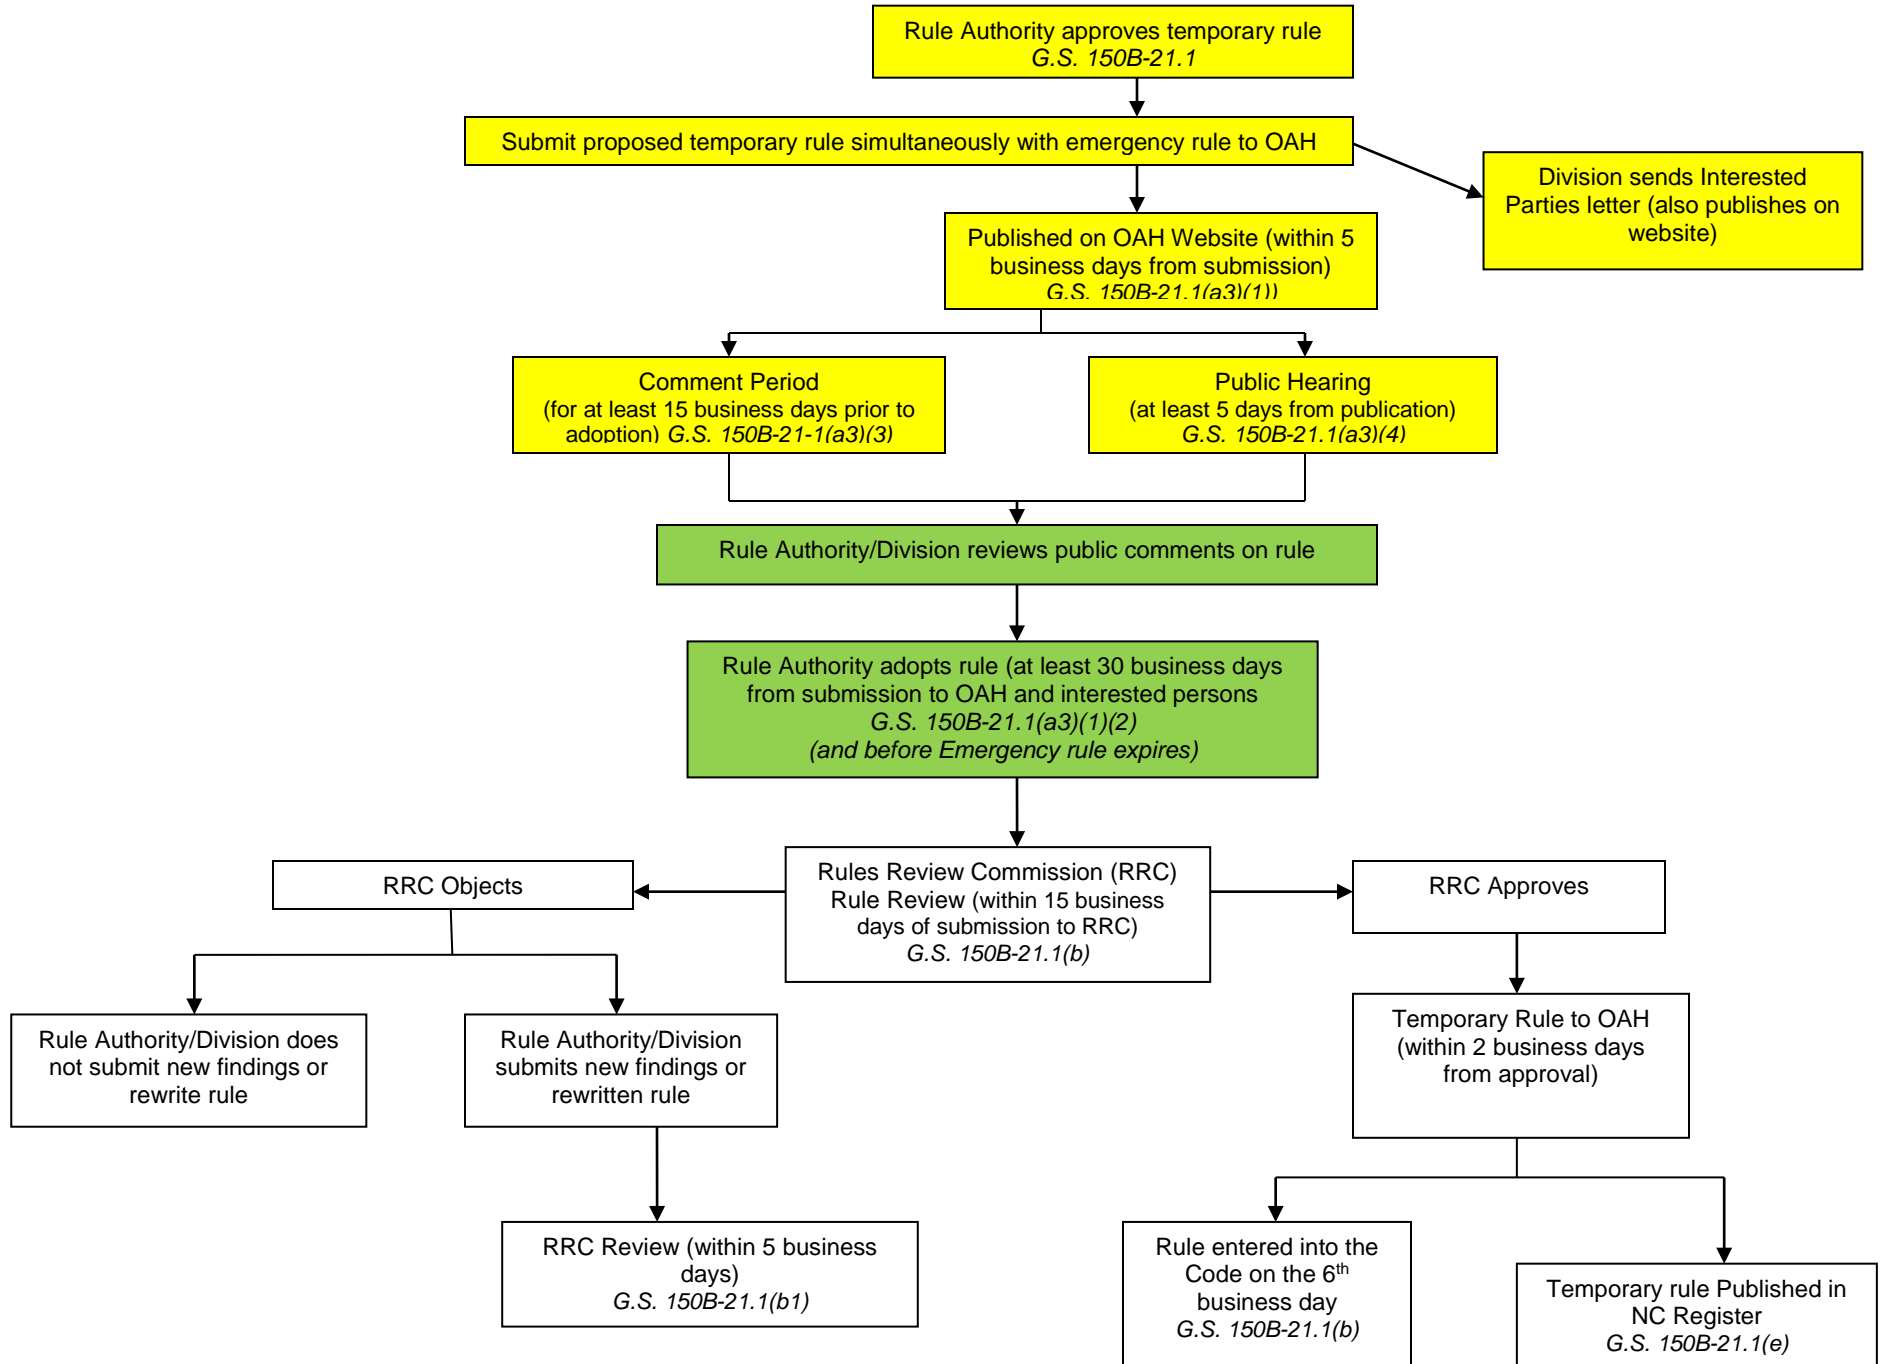 Rule Authority approves temporary rule
G.S. 150B-21.1
Submit proposed temporary rule simultaneously with emergency rule to OAH
Division sends Interested
Parties letter (also publishes on
website)
Published on OAH Website (within 5
business days from submission)
G.S. 150B-21.1(a3)(1))
Comment Period
(for at least 15 business days prior to
adoption) G.S. 150B-21-1(a3)(3)
Public Hearing
(at least 5 days from publication)
G.S. 150B-21.1(a3)(4)
Rule Authority/Division reviews public comments on rule
Rule Authority adopts rule (at least 30 business days
from submission to OAH and interested persons
G.S. 150B-21.1(a3)(1)(2)
(and before Emergency rule expires)
RRC Objects
Rules Review Commission (RRC)
Rule Review (within 15 business
days of submission to RRC)
G.S. 150B-21.1(b)
RRC Approves
Rule Authority/Division does
not submit new findings or
rewrite rule
Rule Authority/Division
submits new findings or
rewritten rule
Temporary Rule to OAH
(within 2 business days
from approval)
RRC Review (within 5 business
days)
G.S. 150B-21.1(b1)
Rule entered into the
Code on the 6th
business day
G.S. 150B-21.1(b)
Temporary rule Published in
NC Register
G.S. 150B-21.1(e)